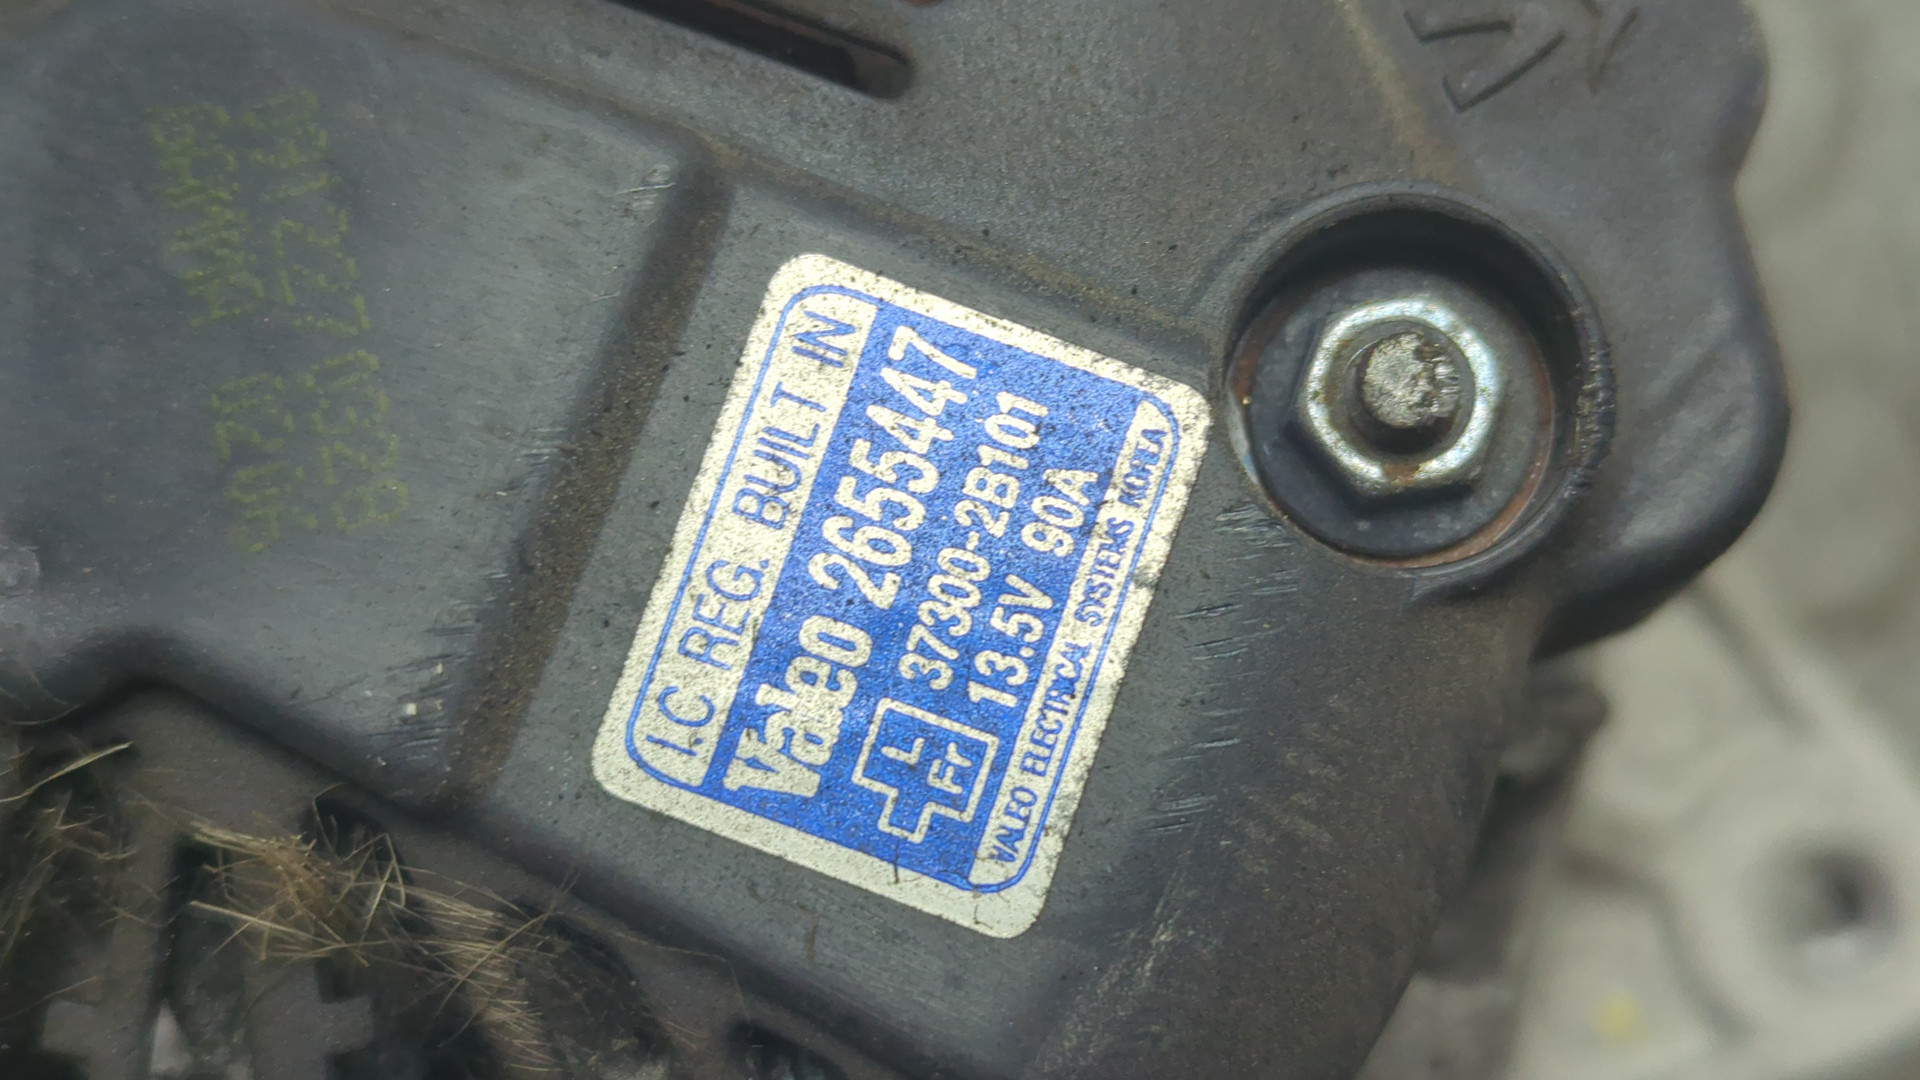 I.C REG. BUILT IN
Valeo 2655447
37300-2B101
L
Fr
13.5V 90A
VALEO ELECTRICAL SYSTEMS KOREA